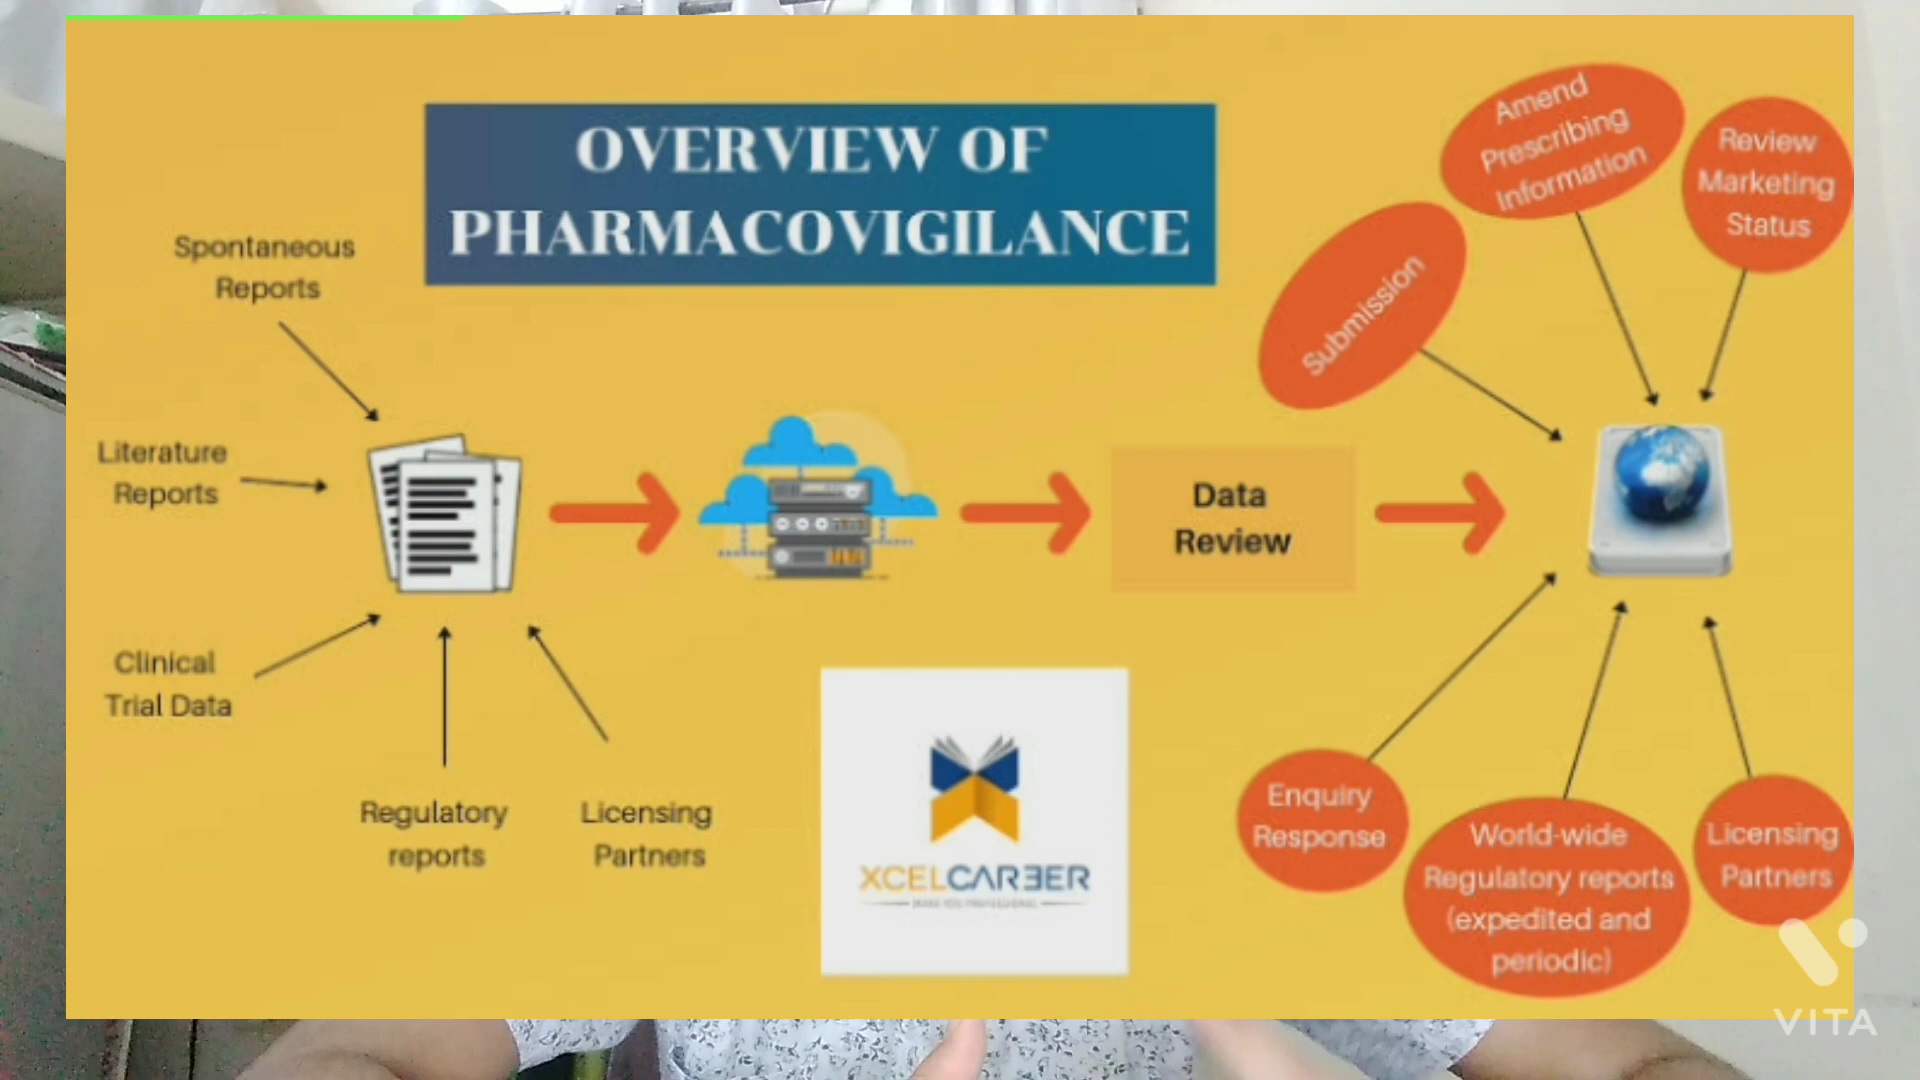 OVERVIEW OF
PHARMACOVIGILANCE
Spontaneous
Reports
Literature
Reports
Clinical
Trial Data
Regulatory
reports
Licensing
Partners
Data
Review
Submission
Amend
Prescribing
Information
Review
Marketing
Status
Enquiry
Response
World-wide
Regulatory reports
(expedited and
periodic)
Licensing
Partners
XCELCAREER
VITA